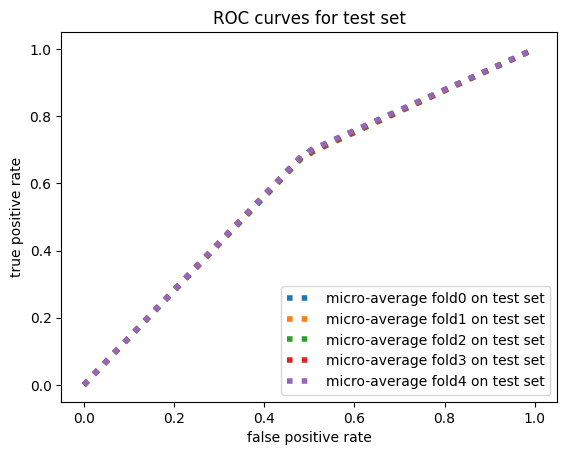 ROC curves for test set
true positive rate
1.0
0.8
0.6
0.4
0.2
0.0
micro-average fold0 on test set
micro-average fold1 on test set
micro-average fold2 on test set
micro-average fold3 on test set
micro-average fold4 on test set
0.0 0.2 0.4 0.6 0.8 1.0
false positive rate